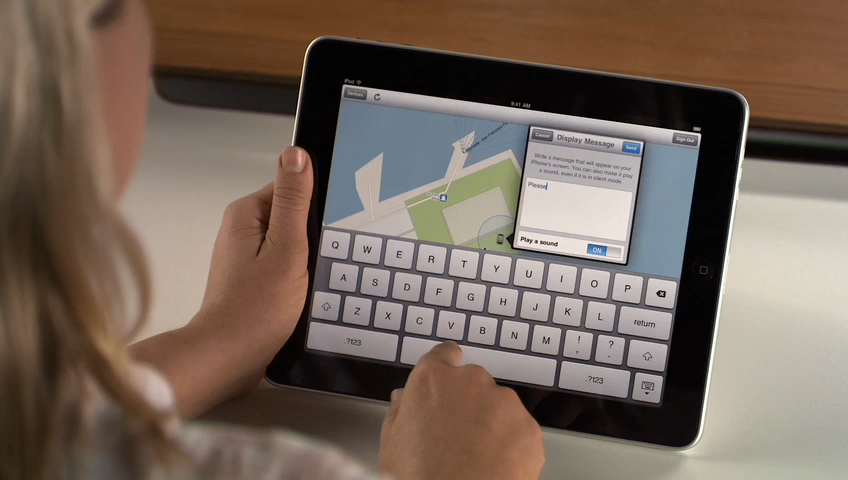 iPad
9:41 AM
Devices
Sign Out
Cancel
Display Message
Send
Write a message that will appear on your
iPhone's screen. You can also make it play
a sound, even if it is in silent mode.
Please
Play a sound
ON
Q W E R T Y U I O P
A S D F G H J K L return
Z X C V B N M ! , ? .
.?123 .?123